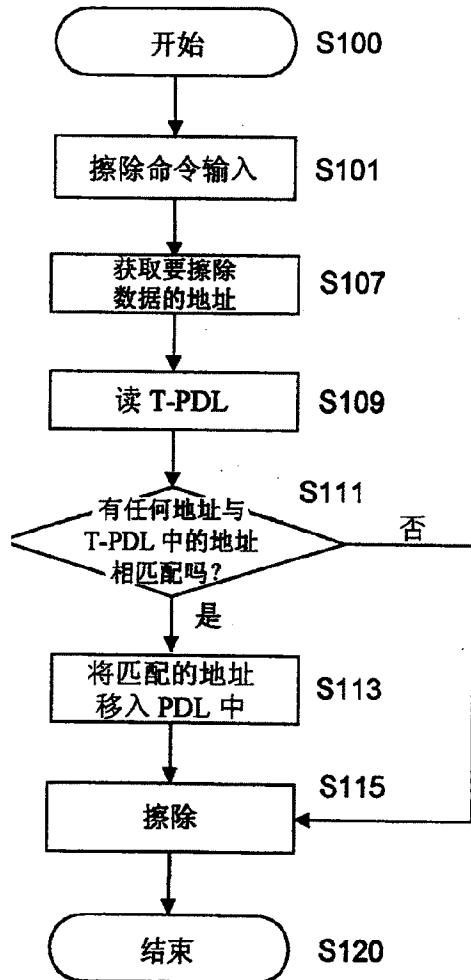 开始 S100
擦除命令输入 S101
获取要擦除
数据的地址 S107
读 T-PDL S109
S111
有任何地址与
T-PDL 中的地址
相匹配吗？
否
是
将匹配的地址
移入 PDL 中 S113
S115
擦除
结束 S120